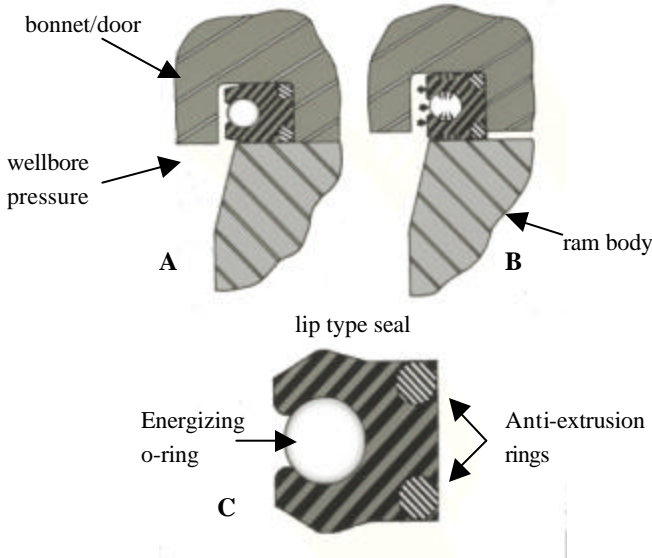 bonnet/door
wellbore
pressure
A
B
ram body
lip type seal
Energizing
o-ring
Anti-extrusion
rings
C